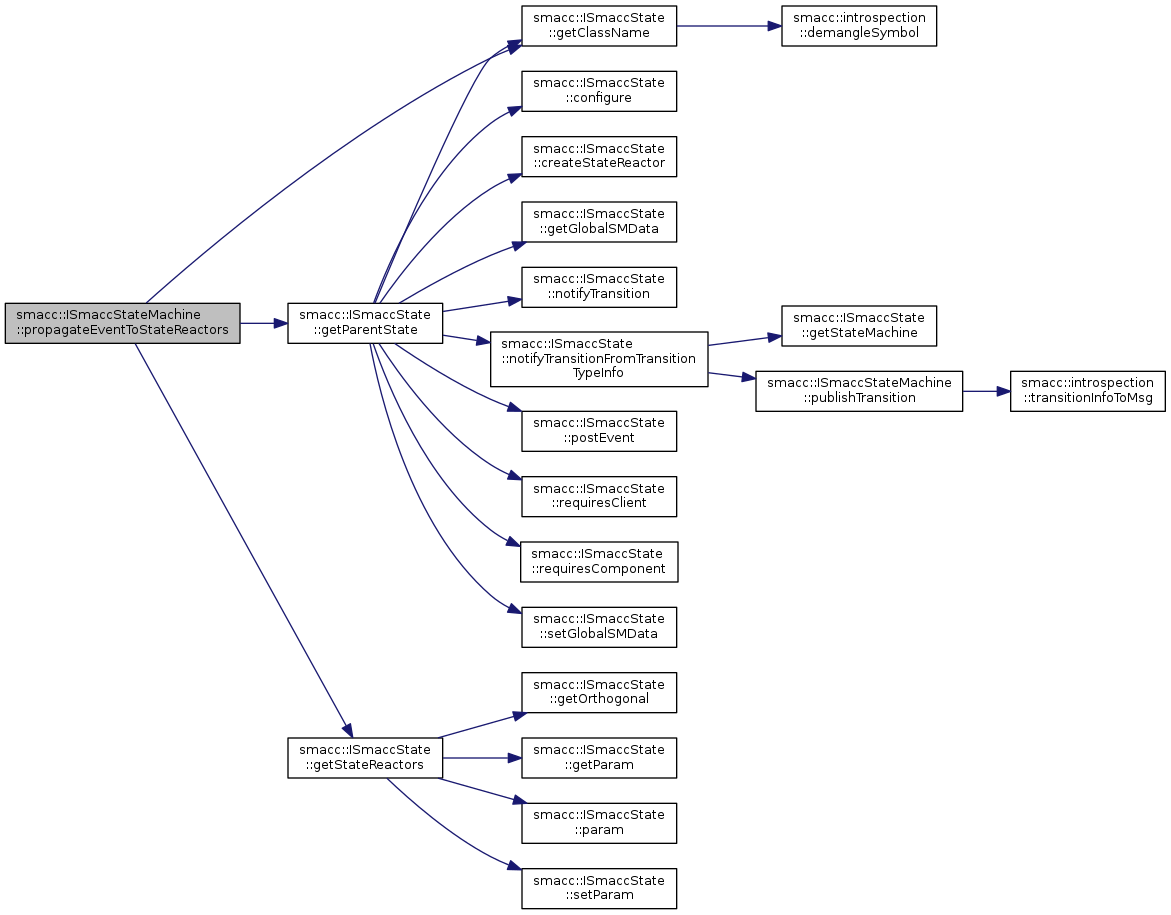 smacc::ISmaccState
::getClassName
smacc::introspection
::demangleSymbol
smacc::ISmaccState
::configure
smacc::ISmaccState
::createStateReactor
smacc::ISmaccState
::getGlobalSMData
smacc::ISmaccState
::notifyTransition
smacc::ISmaccStateMachine
::propagateEventToStateReactors
smacc::ISmaccState
::getParentState
smacc::ISmaccState
::notifyTransitionFromTransition
TypeInfo
smacc::ISmaccState
::getStateMachine
smacc::ISmaccStateMachine
::publishTransition
smacc::introspection
::transitionInfoToMsg
smacc::ISmaccState
::postEvent
smacc::ISmaccState
::requiresClient
smacc::ISmaccState
::requiresComponent
smacc::ISmaccState
::setGlobalSMData
smacc::ISmaccState
::getStateReactors
smacc::ISmaccState
::getOrthogonal
smacc::ISmaccState
::getParam
smacc::ISmaccState
::param
smacc::ISmaccState
::setParam